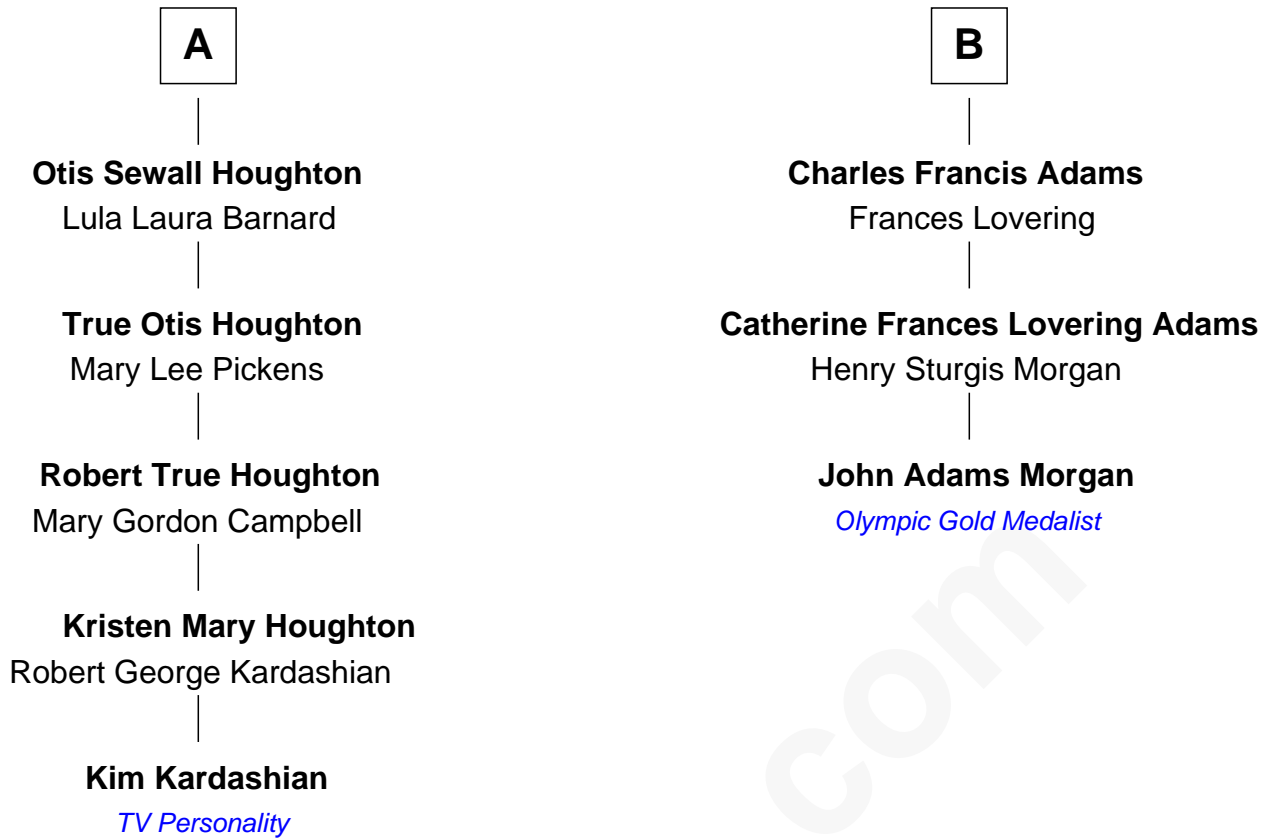 A
Otis Sewall Houghton
Lula Laura Barnard
True Otis Houghton
Mary Lee Pickens
Robert True Houghton
Mary Gordon Campbell
Kristen Mary Houghton
Robert George Kardashian
Kim Kardashian
TV Personality
B
Charles Francis Adams
Frances Lovering
Catherine Frances Lovering Adams
Henry Sturgis Morgan
John Adams Morgan
Olympic Gold Medalist
com